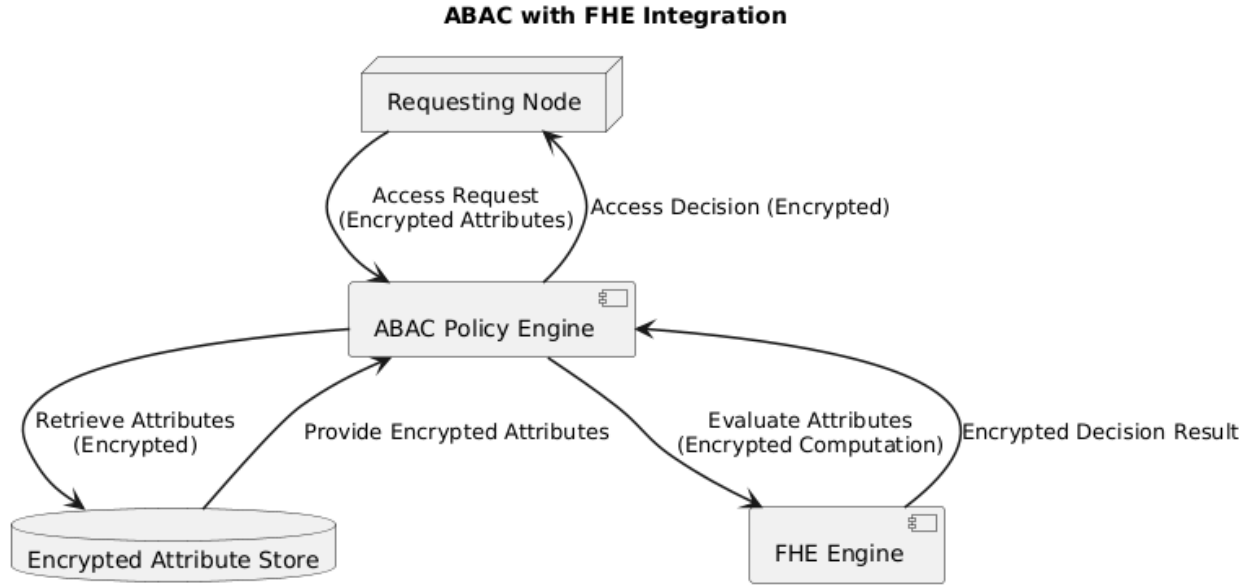 ABAC with FHE Integration
Requesting Node
Access Request
(Encrypted Attributes)
Access Decision (Encrypted)
ABAC Policy Engine
Retrieve Attributes
(Encrypted)
Provide Encrypted Attributes
Evaluate Attributes
(Encrypted Computation)
Encrypted Decision Result
Encrypted Attribute Store
FHE Engine